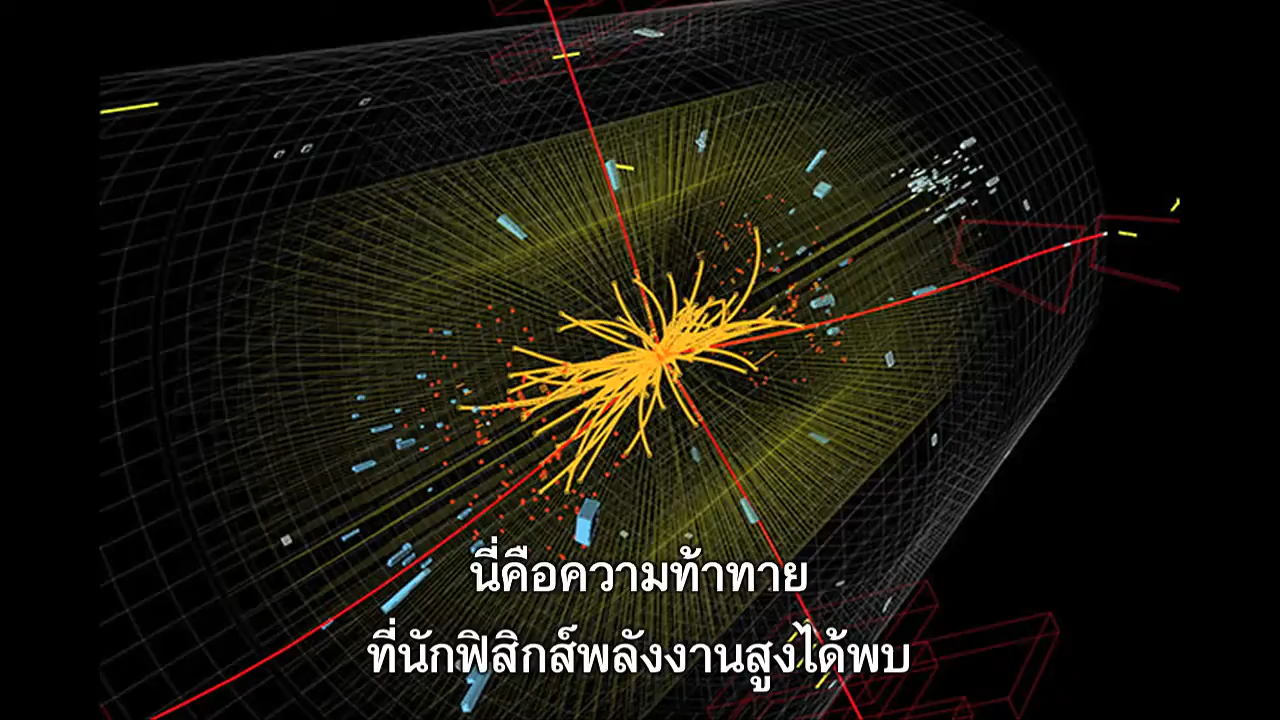 นี่คือความท้าทาย
ที่นักฟิสิกส์พลังงานสูงได้พบ